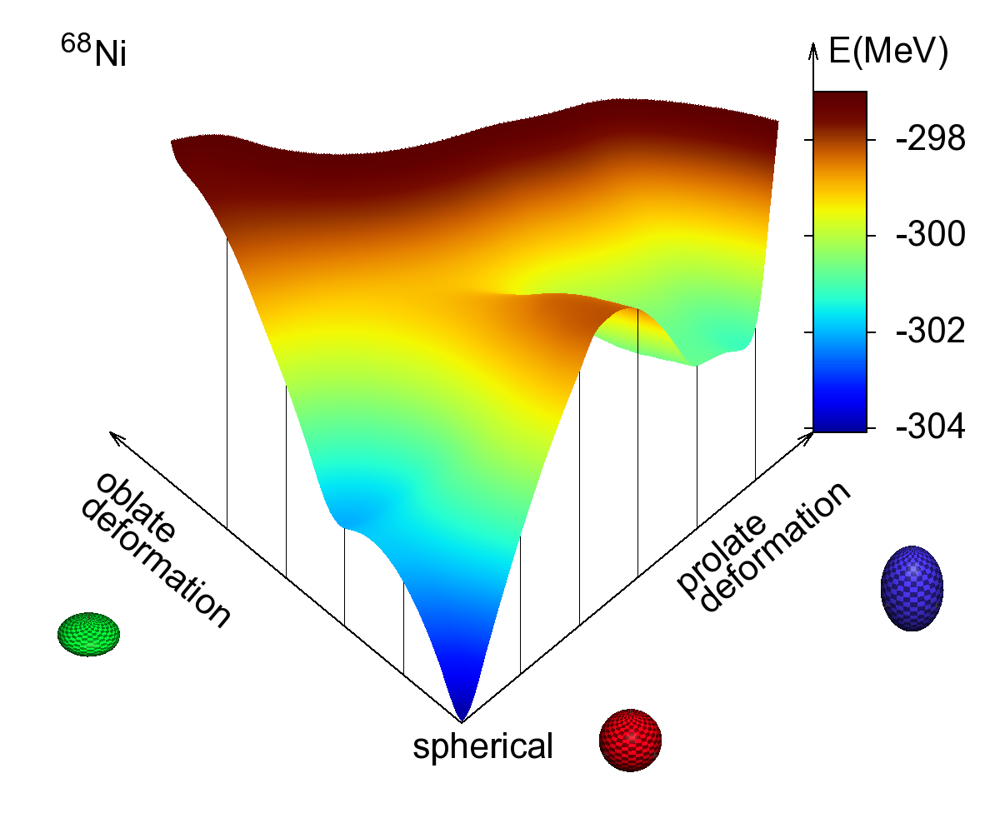 ⁶⁸Ni
E(MeV)
-298
-300
-302
-304
oblate
deformation
prolate
deformation
spherical